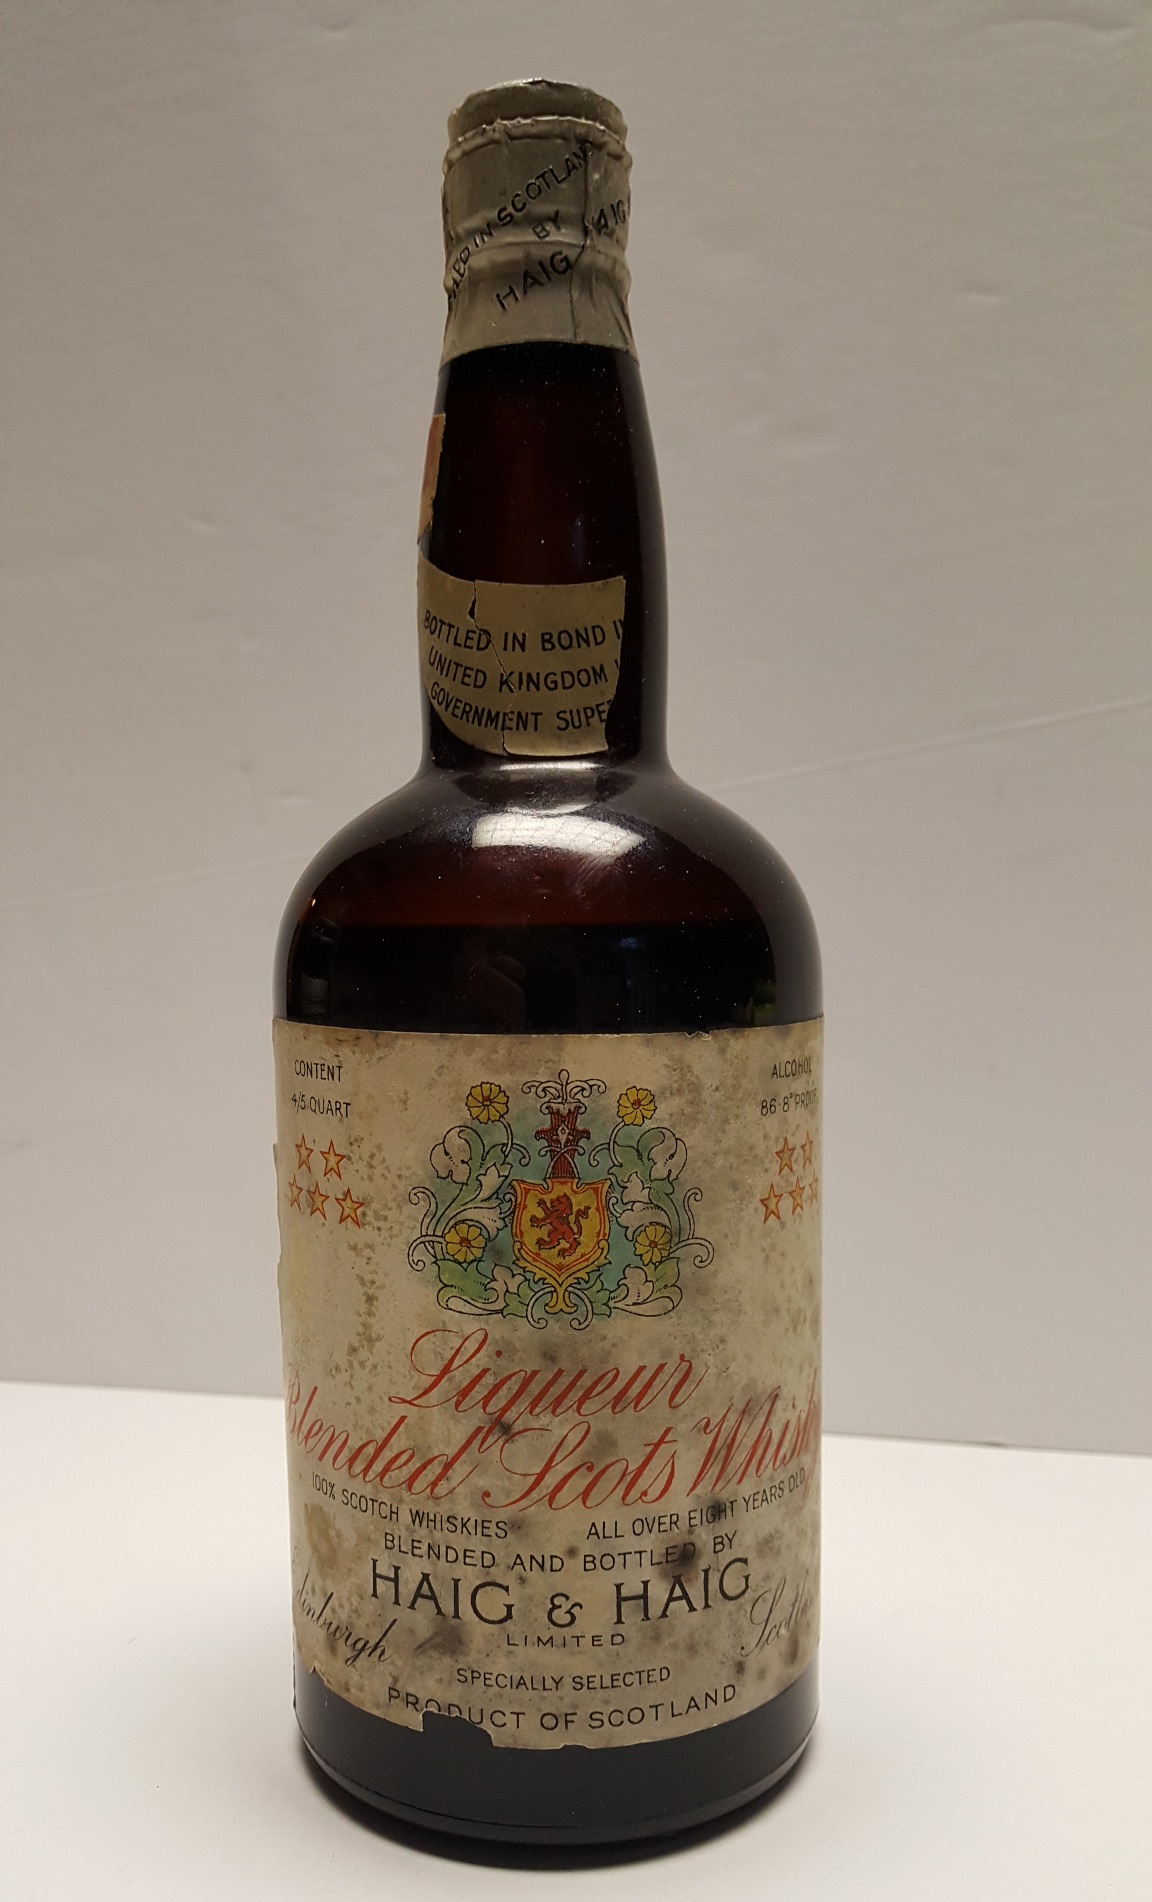 IN SCOTLAND
BY
HAIG
BOTTLED IN BOND
UNITED KINGDOM
GOVERNMENT
CONTENT
4/5 QUART
ALCOHOL
86·8° PROOF
Liqueur
Blended Scots Whisky
100% SCOTCH WHISKIES ALL OVER EIGHT YEARS OLD
BLENDED AND BOTTLED BY
HAIG & HAIG
LIMITED
SPECIALLY SELECTED
PRODUCT OF SCOTLAND